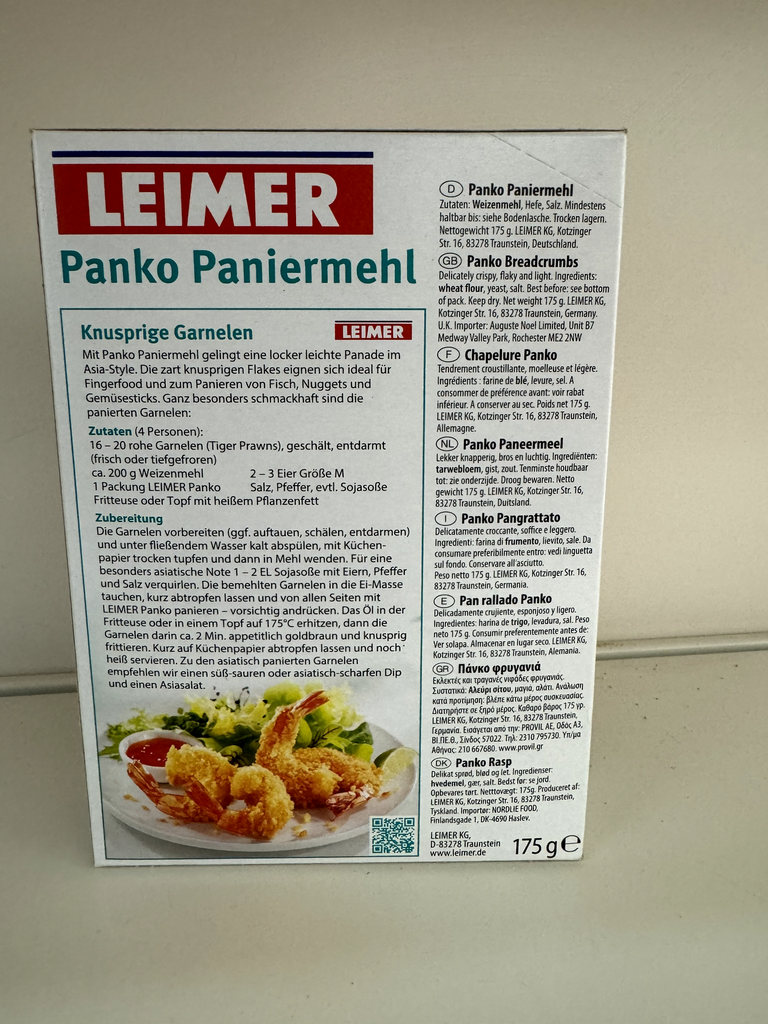 LEIMER
Panko Paniermehl
Knusprige Garnelen
LEIMER
Mit Panko Paniermehl gelingt eine locker leichte Panade im
Asia-Style. Die zart knusprigen Flakes eignen sich ideal für
Fingerfood und zum Panieren von Fisch, Nuggets und
Gemüsesticks. Ganz besonders schmackhaft sind die
panierten Garnelen:
Zutaten (4 Personen):
16 – 20 rohe Garnelen (Tiger Prawns), geschält, entdarmt
(frisch oder tiefgefroren)
ca. 200 g Weizenmehl 2 – 3 Eier Größe M
1 Packung LEIMER Panko Salz, Pfeffer, evtl. Sojasoße
Fritteuse oder Topf mit heißem Pflanzenfett
Zubereitung
Die Garnelen vorbereiten (ggf. auftauen, schälen, entdarmen)
und unter fließendem Wasser kalt abspülen, mit Küchen-
papier trocken tupfen und dann in Mehl wenden. Für eine
besonders asiatische Note 1 – 2 EL Sojasoße mit Eiern, Pfeffer
und Salz verquirlen. Die bemehlten Garnelen in die Ei-Masse
tauchen, kurz abtropfen lassen und von allen Seiten mit
LEIMER Panko panieren – vorsichtig andrücken. Das Öl in der
Fritteuse oder in einem Topf auf 175°C erhitzen, dann die
Garnelen darin ca. 2 Min. appetitlich goldbraun und knusprig
frittieren. Kurz auf Küchenpapier abtropfen lassen und noch
heiß servieren. Zu den asiatisch panierten Garnelen
empfehlen wir einen süß-sauren oder asiatisch-scharfen Dip
und einen Asiasalat.
D Panko Paniermehl
Zutaten: Weizenmehl, Hefe, Salz. Mindestens
haltbar bis: siehe Bodenlasche. Trocken lagern.
Nettogewicht 175 g. LEIMER KG, Kotzinger
Str. 16, 83278 Traunstein, Deutschland.
GB Panko Breadcrumbs
Delicately crispy, flaky and light. Ingredients:
wheat flour, yeast, salt. Best before: see bottom
of pack. Keep dry. Net weight 175 g. LEIMER KG,
Kotzinger Str. 16, 83278 Traunstein, Germany.
U.K. Importer: Auguste Noel Limited, Unit B7
Medway Valley Park, Rochester ME2 2NW
F Chapelure Panko
Tendrement croustillante, moelleuse et légère.
Ingrédients : farine de blé, levure, sel. A
consommer de préférence avant: voir rabat
inférieur. A conserver au sec. Poids net 175 g.
LEIMER KG, Kotzinger Str. 16, 83278 Traunstein,
Allemagne.
NL Panko Paneermeel
Lekker knapperig, bros en luchtig. Ingrediënten:
tarwebloem, gist, zout. Tenminste houdbaar
tot: zie onderzijde. Droog bewaren. Netto
gewicht 175 g. LEIMER KG, Kotzinger Str. 16,
83278 Traunstein, Duitsland.
I Panko Pangrattato
Delicatamente croccante, soffice e leggero.
Ingredienti: farina di frumento, lievito, sale. Da
consumare preferibilmente entro: vedi linguetta
sul fondo. Conservare all'asciutto.
Peso netto 175 g. LEIMER KG, Kotzinger Str. 16,
83278 Traunstein, Germania.
E Pan rallado Panko
Delicadamente crujiente, esponjoso y ligero.
Ingredientes: harina de trigo, levadura, sal. Peso
neto 175 g. Consumir preferentemente antes de:
Ver solapa. Almacenar en lugar seco. LEIMER KG,
Kotzinger Str. 16, 83278 Traunstein, Alemania.
GR Πάνκο φρυγανιά
Εκλεκτές και τραγανές νιφάδες φρυγανιάς.
Συστατικά: Αλεύρι σίτου, μαγιά, αλάτι. Ανάλωση
κατά προτίμηση: βλέπε κάτω μέρος συσκευασίας.
Διατηρήστε σε ξηρό μέρος. Καθαρό βάρος 175 γρ.
LEIMER KG, Kotzinger Str. 16, 83278 Traunstein,
Γερμανία. Εισάγεται από την: PROVIL AE, Οδός Α3,
ΒΙ.ΠΕ.Θ., Σίνδος 57022. Τηλ: 2310 795730. Υπ/μα
Αθήνας: 210 667680. www.provil.gr
DK Panko Rasp
Delikat sprød, blød og let. Ingredienser:
hvedemel, gær, salt. Bedst før: se jord.
Opbevares tørt. Nettovægt: 175g. Produceret af:
LEIMER KG, Kotzinger Str. 16, 83278 Traunstein,
Tyskland. Importør: NORDLIE FOOD,
Finlandsgade 1, DK-4690 Haslev.
LEIMER KG,
D-83278 Traunstein
www.leimer.de
175 g e